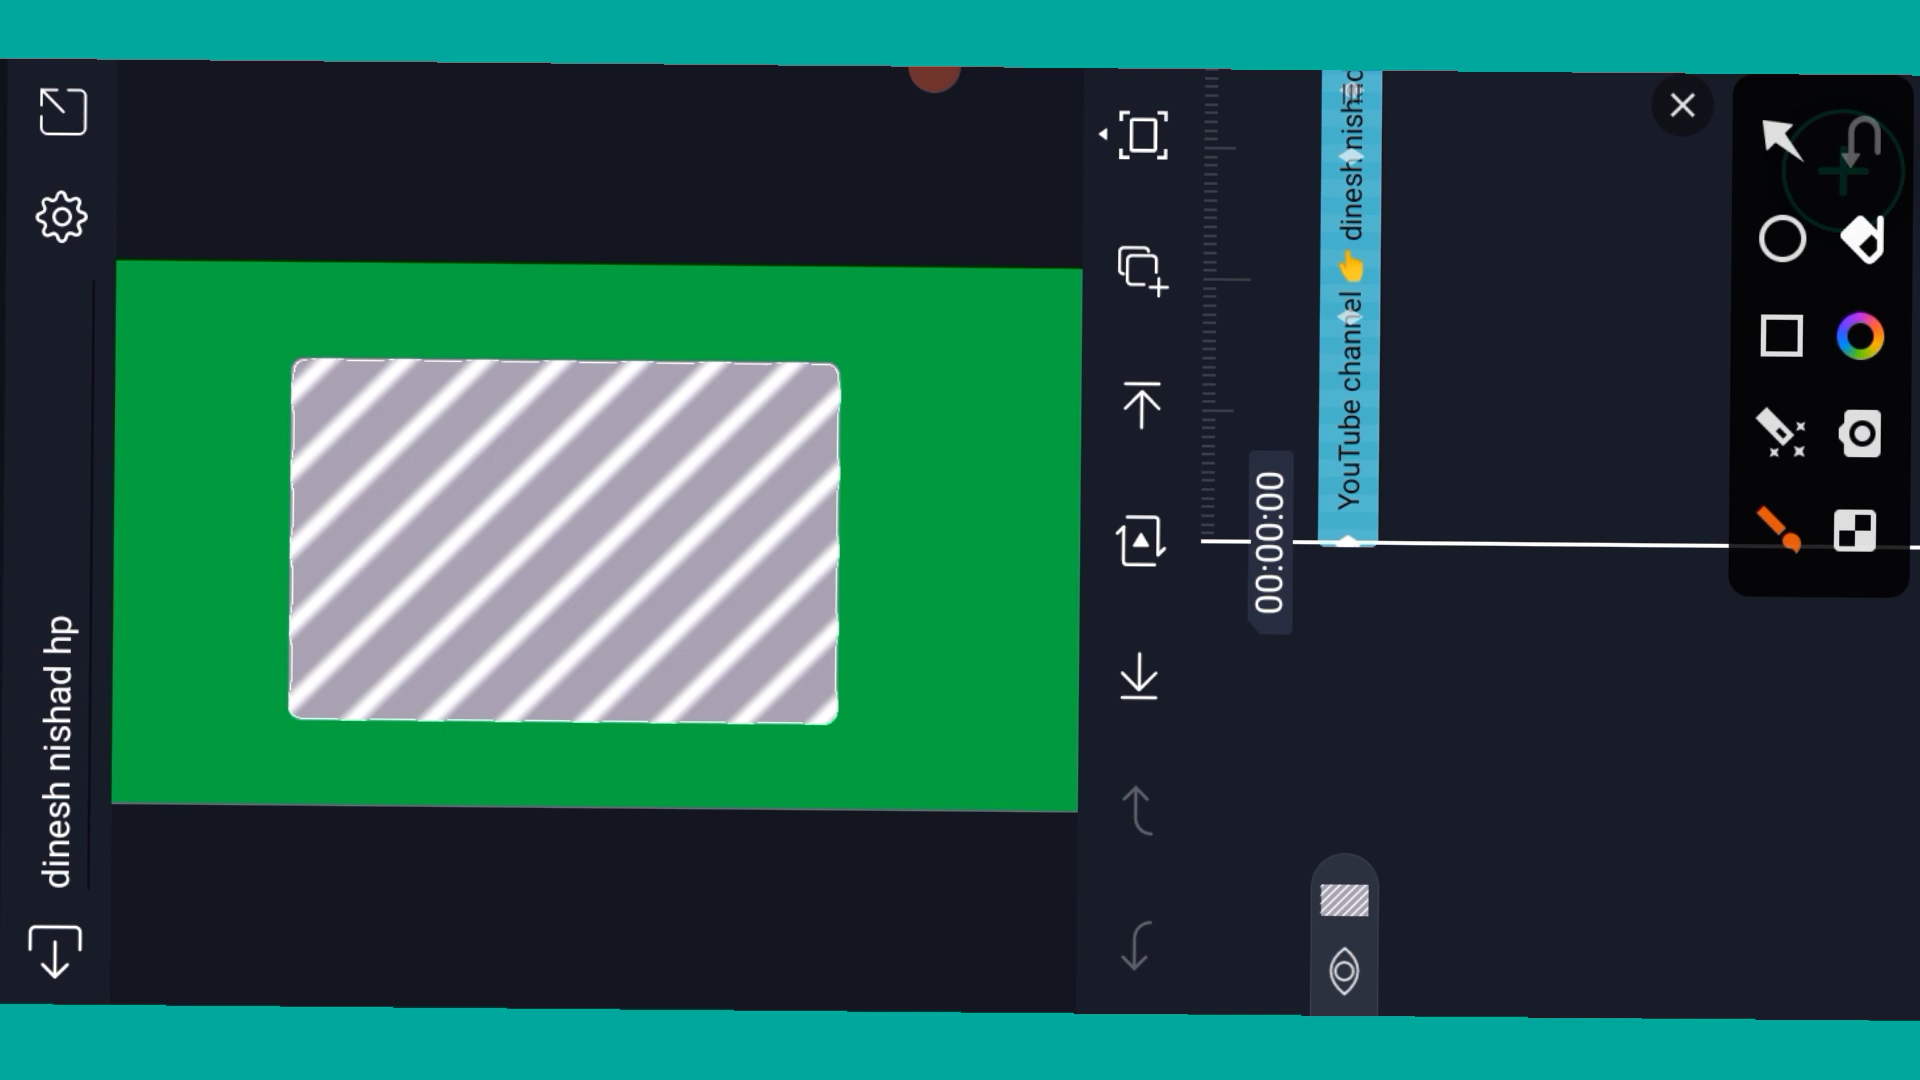 dinesh nishad hp
00:00:00
YouTube channel 👉 dinesh nishad